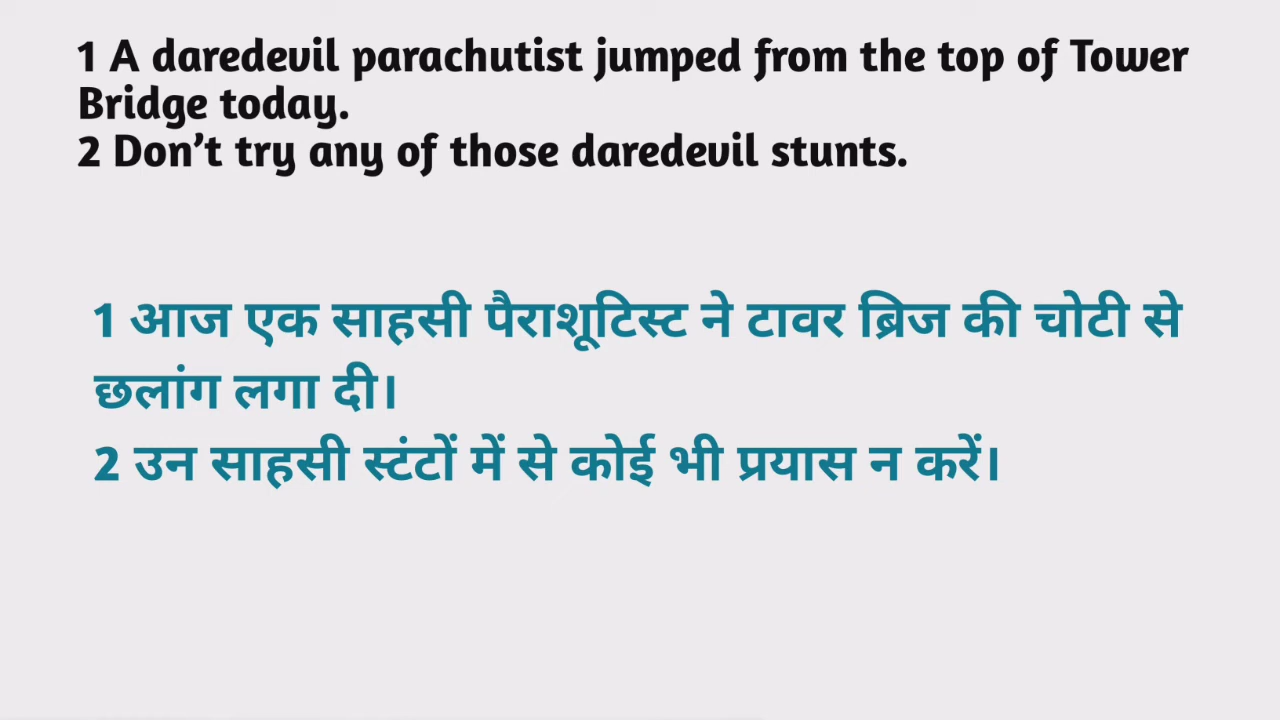 1 A daredevil parachutist jumped from the top of Tower
Bridge today.
2 Don’t try any of those daredevil stunts.
1 आज एक साहसी पैराशूटिस्ट ने टावर ब्रिज की चोटी से
छलांग लगा दी।
2 उन साहसी स्टंटों में से कोई भी प्रयास न करें।